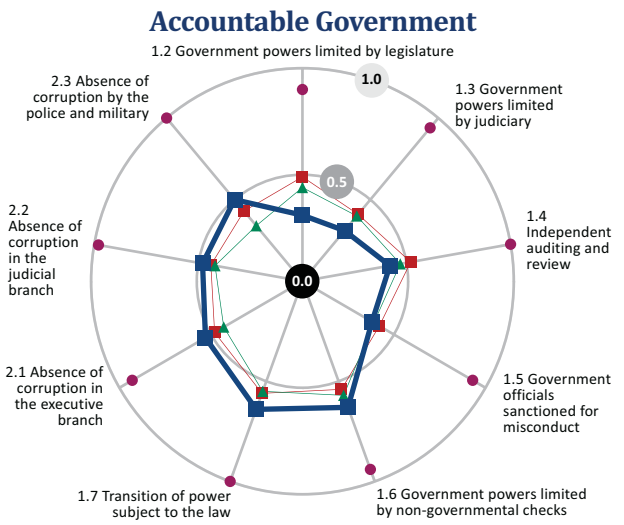 Accountable Government
1.2 Government powers limited by legislature
1.0
2.3 Absence of
corruption by the
police and military
1.3 Government
powers limited
by judiciary
0.5
2.2
Absence of
corruption
in the
judicial
branch
1.4
Independent
auditing and
review
0.0
2.1 Absence of
corruption in
the executive
branch
1.5 Government
officials
sanctioned for
misconduct
1.7 Transition of power
subject to the law
1.6 Government powers limited
by non-governmental checks